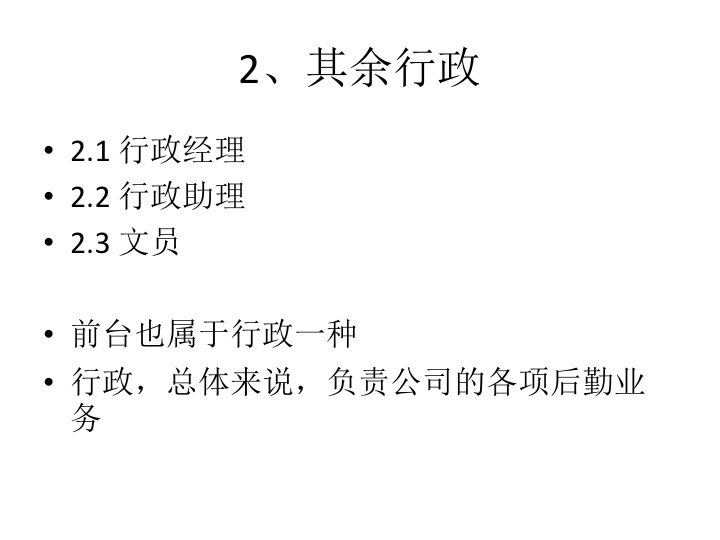 2、其余行政
• 2.1 行政经理
• 2.2 行政助理
• 2.3 文员
• 前台也属于行政一种
• 行政，总体来说，负责公司的各项后勤业
务